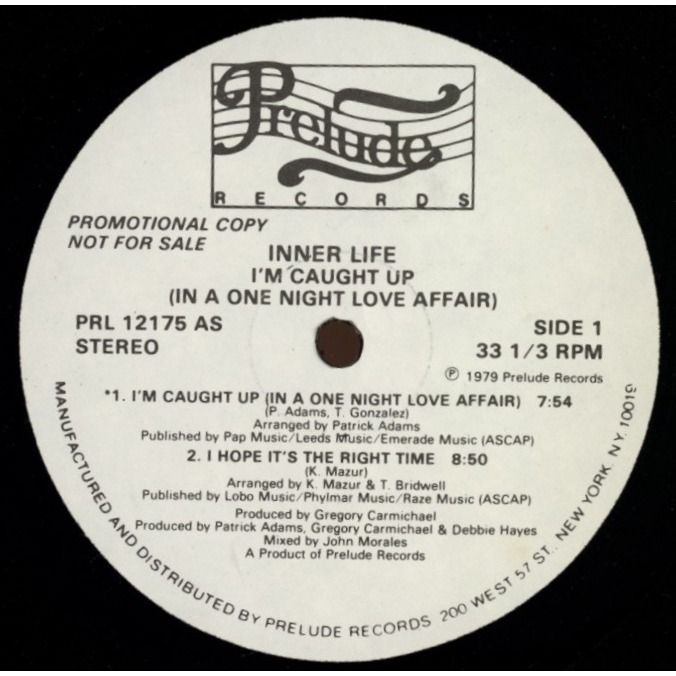 Prelude
RECORDS
PROMOTIONAL COPY
NOT FOR SALE
INNER LIFE
I'M CAUGHT UP
(IN A ONE NIGHT LOVE AFFAIR)
PRL 12175 AS
STEREO
SIDE 1
33 1/3 RPM
℗ 1979 Prelude Records
*1. I'M CAUGHT UP (IN A ONE NIGHT LOVE AFFAIR) 7:54
(P. Adams, T. Gonzalez)
Arranged by Patrick Adams
Published by Pap Music/Leeds Music/Emerade Music (ASCAP)
2. I HOPE IT'S THE RIGHT TIME 8:50
(K. Mazur)
Arranged by K. Mazur & T. Bridwell
Published by Lobo Music/Phylmar Music/Raze Music (ASCAP)
Produced by Gregory Carmichael
Produced by Patrick Adams, Gregory Carmichael & Debbie Hayes
Mixed by John Morales
A Product of Prelude Records
MANUFACTURED AND DISTRIBUTED BY PRELUDE RECORDS 200 WEST 57 ST., NEW YORK, N.Y. 10019